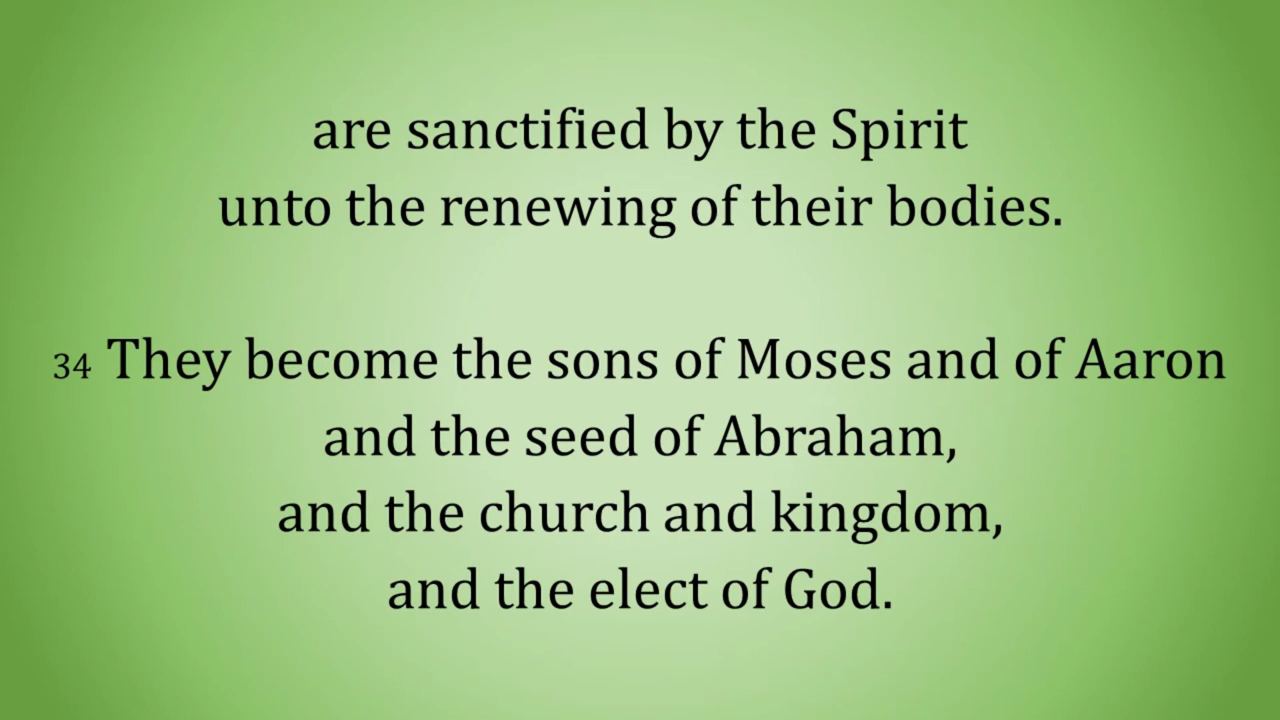 are sanctified by the Spirit
unto the renewing of their bodies.
34 They become the sons of Moses and of Aaron
and the seed of Abraham,
and the church and kingdom,
and the elect of God.